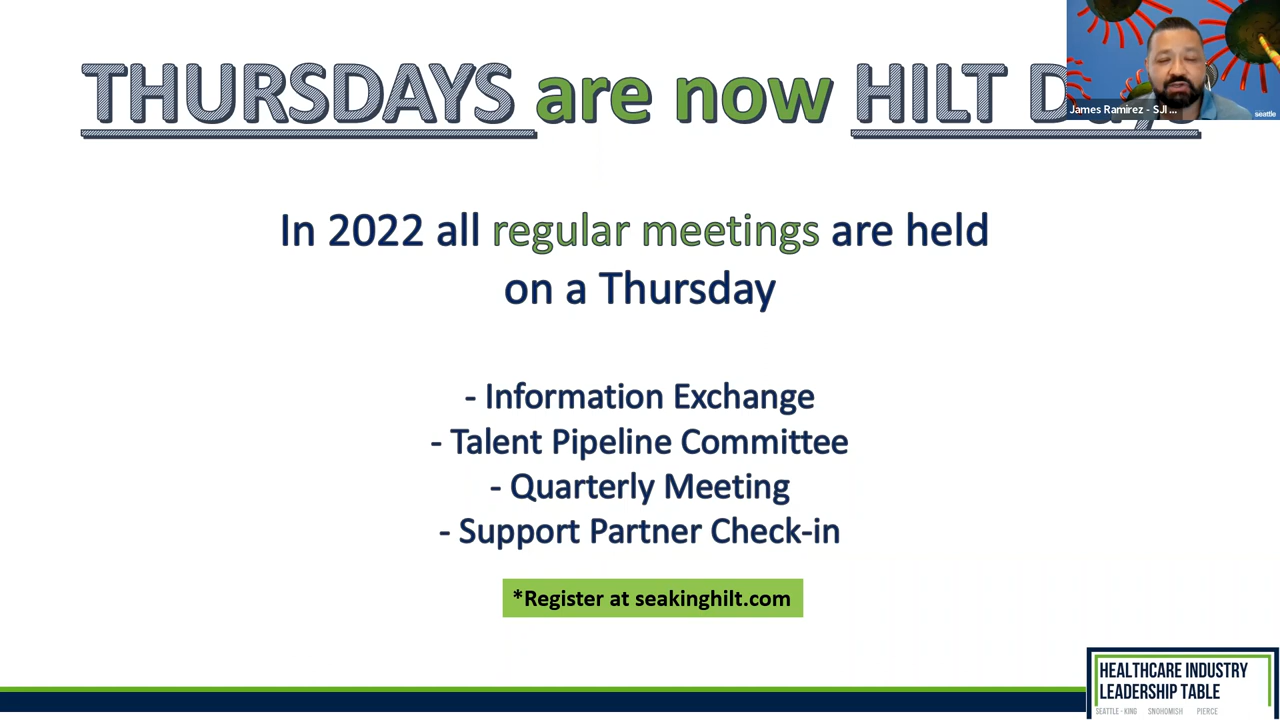 THURSDAYS are now HILT D
James Ramirez - SJI ...
seattle
In 2022 all regular meetings are held
on a Thursday
- Information Exchange
- Talent Pipeline Committee
- Quarterly Meeting
- Support Partner Check-in
*Register at seakinghilt.com
HEALTHCARE INDUSTRY
LEADERSHIP TABLE
SEATTLE - KING SNOHOMISH PIERCE